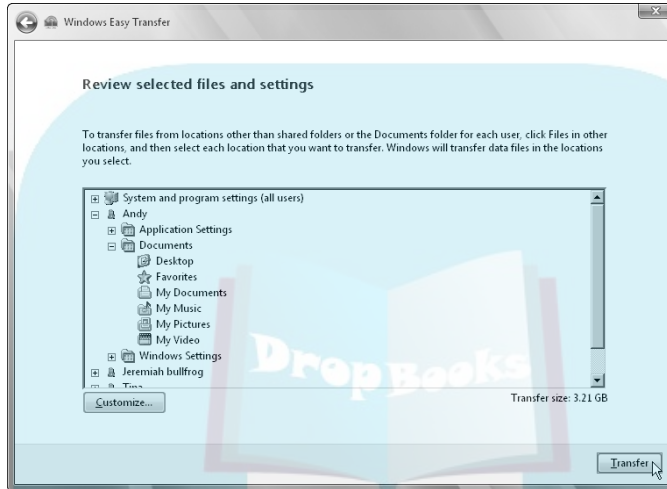 Windows Easy Transfer
Review selected files and settings
To transfer files from locations other than shared folders or the Documents folder for each user, click Files in other
locations, and then select each location that you want to transfer. Windows will transfer data files in the locations
you select.
System and program settings (all users)
Andy
Application Settings
Documents
Desktop
Favorites
My Documents
My Music
My Pictures
My Video
Windows Settings
Jeremiah bullfrog
Tina
DropBooks
Customize...
Transfer size: 3.21 GB
Transfer